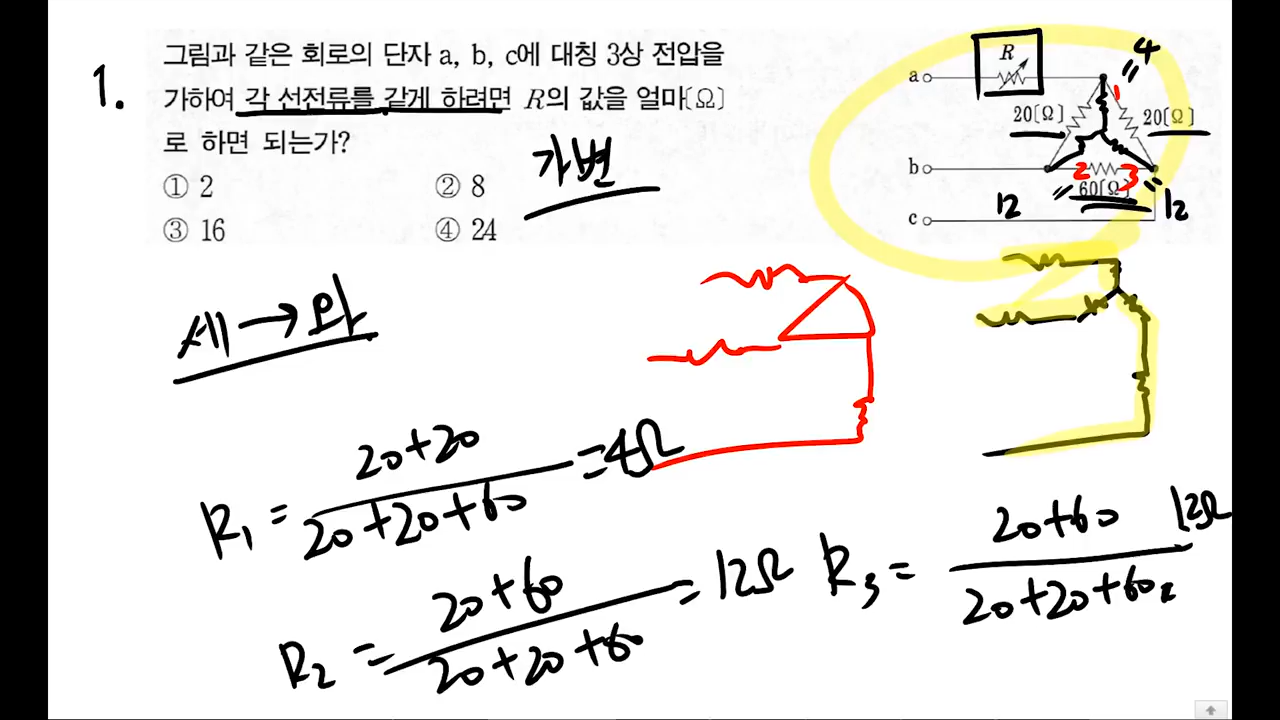 1.
그림과 같은 회로의 단자 a, b, c에 대칭 3상 전압을
가하여 각 선전류를 같게 하려면 R의 값을 얼마[Ω]
로 하면 되는가?
① 2 ② 8
③ 16 ④ 24
가변
R
4
a
1
20[Ω] 20[Ω]
b
2 3
60[Ω]
12 12
c
세→와
R1 = 20+20 / 20+20+60 = 4Ω
R2 = 20+60 / 20+20+60 = 12Ω
R3 = 20+60 / 20+20+60 12Ω